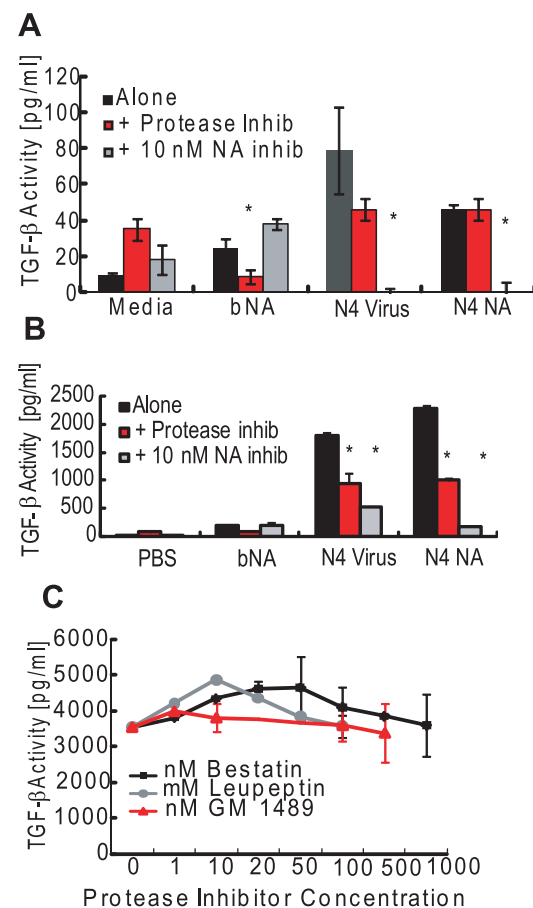 A
TGF-β Activity [pg/ml]
120
100
80
60
40
20
0
Alone
+ Protease Inhib
+ 10 nM NA inhib
*
*
*
Media
bNA
N4 Virus
N4 NA
B
TGF-β Activity [pg/ml]
2500
2000
1500
1000
500
0
Alone
+ Protease inhib
+ 10 nM NA inhib
* *
* *
PBS
bNA
N4 Virus
N4 NA
C
TGF-βActivity [pg/ml]
6000
5000
4000
3000
2000
1000
0
nM Bestatin
mM Leupeptin
nM GM 1489
0 1 10 20 50 100 500 1000
Protease Inhibitor Concentration